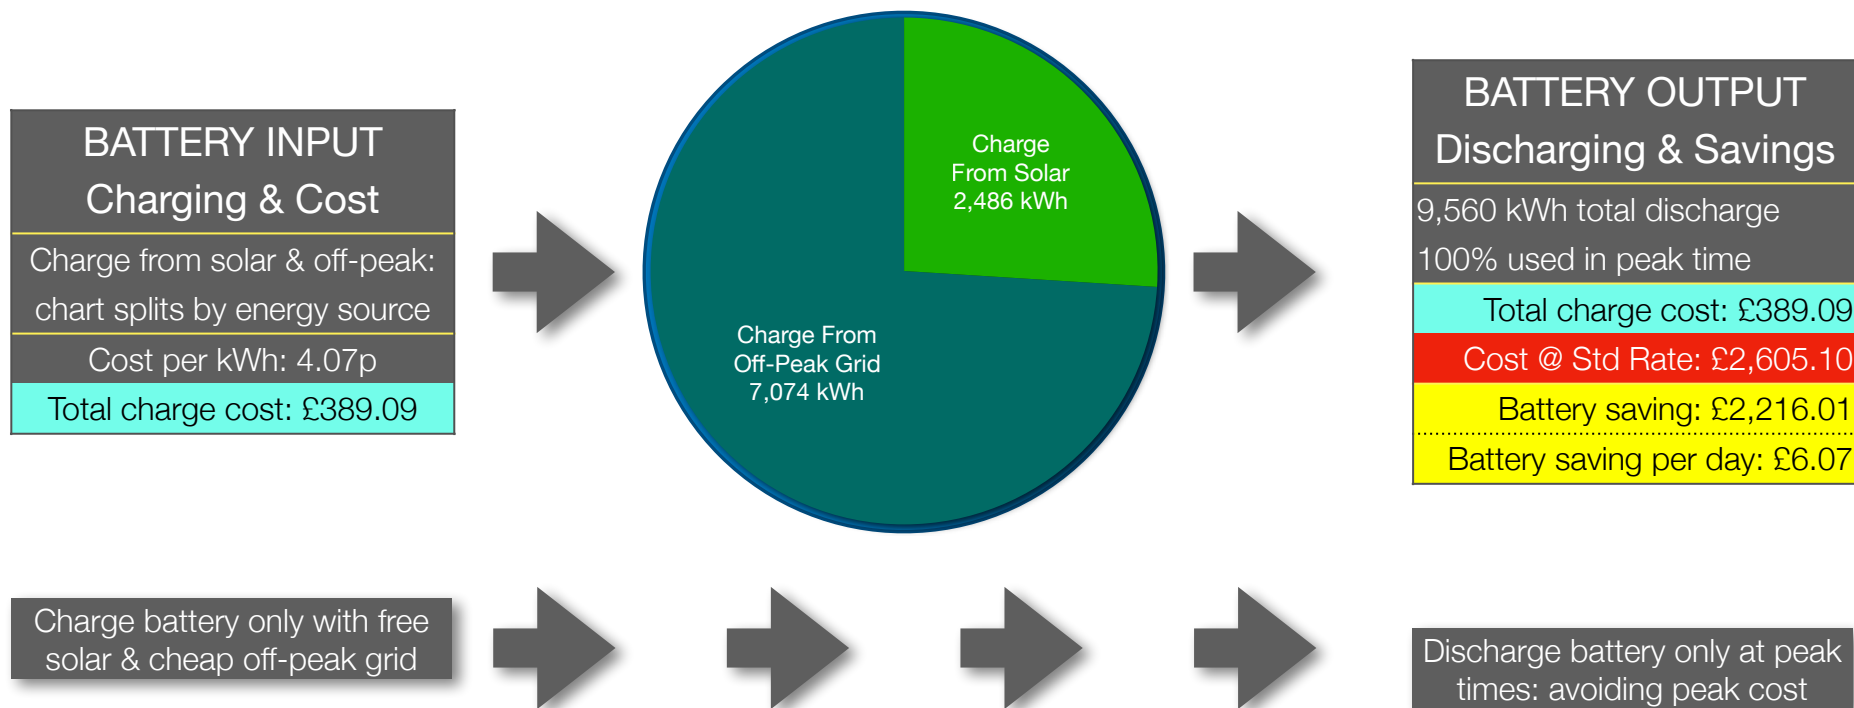 BATTERY INPUT
Charging & Cost
Charge from solar & off-peak:
chart splits by energy source
Cost per kWh: 4.07p
Total charge cost: £389.09
Charge
From Solar
2,486 kWh
Charge From
Off-Peak Grid
7,074 kWh
BATTERY OUTPUT
Discharging & Savings
9,560 kWh total discharge
100% used in peak time
Total charge cost: £389.09
Cost @ Std Rate: £2,605.10
Battery saving: £2,216.01
Battery saving per day: £6.07
Charge battery only with free
solar & cheap off-peak grid
Discharge battery only at peak
times: avoiding peak cost